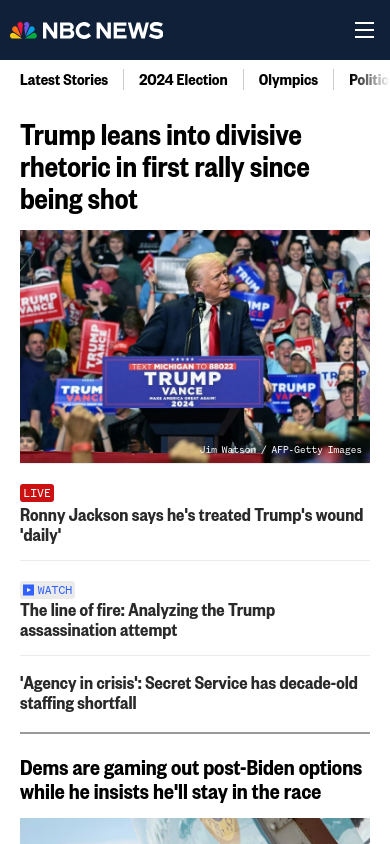 NBC NEWS
Latest Stories
2024 Election
Olympics
Politic
Trump leans into divisive
rhetoric in first rally since
being shot
TRUMP
VANCE
TEXT MICHIGAN TO 88022
TRUMP
VANCE
MAKE AMERICA GREAT AGAIN!
2024
Jim Watson / AFP-Getty Images
LIVE
Ronny Jackson says he's treated Trump's wound
'daily'
WATCH
The line of fire: Analyzing the Trump
assassination attempt
'Agency in crisis': Secret Service has decade-old
staffing shortfall
Dems are gaming out post-Biden options
while he insists he'll stay in the race